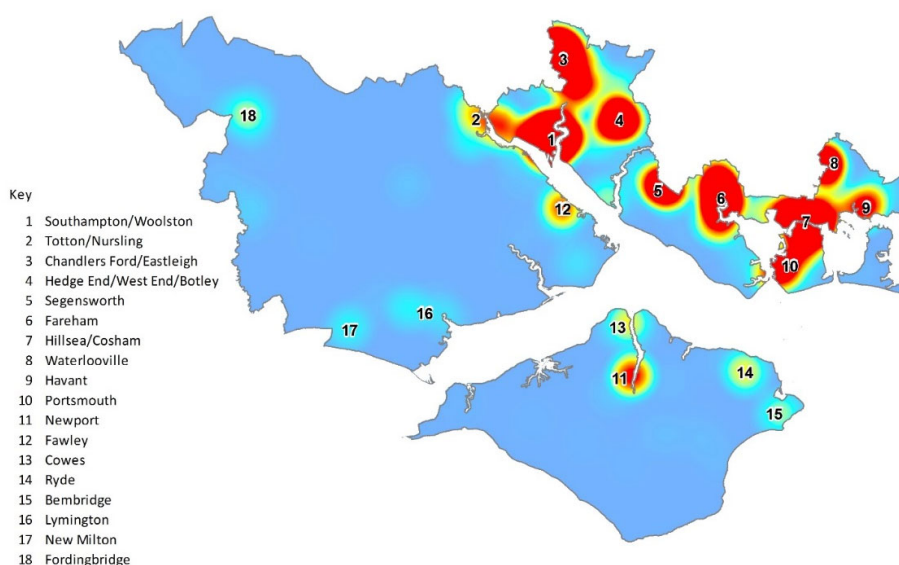 3
18
2
1
4
8
5
6
9
12
7
10
16
17
13
11
14
15
Key
1 Southampton/Woolston
2 Totton/Nursling
3 Chandlers Ford/Eastleigh
4 Hedge End/West End/Botley
5 Segensworth
6 Fareham
7 Hillsea/Cosham
8 Waterlooville
9 Havant
10 Portsmouth
11 Newport
12 Fawley
13 Cowes
14 Ryde
15 Bembridge
16 Lymington
17 New Milton
18 Fordingbridge